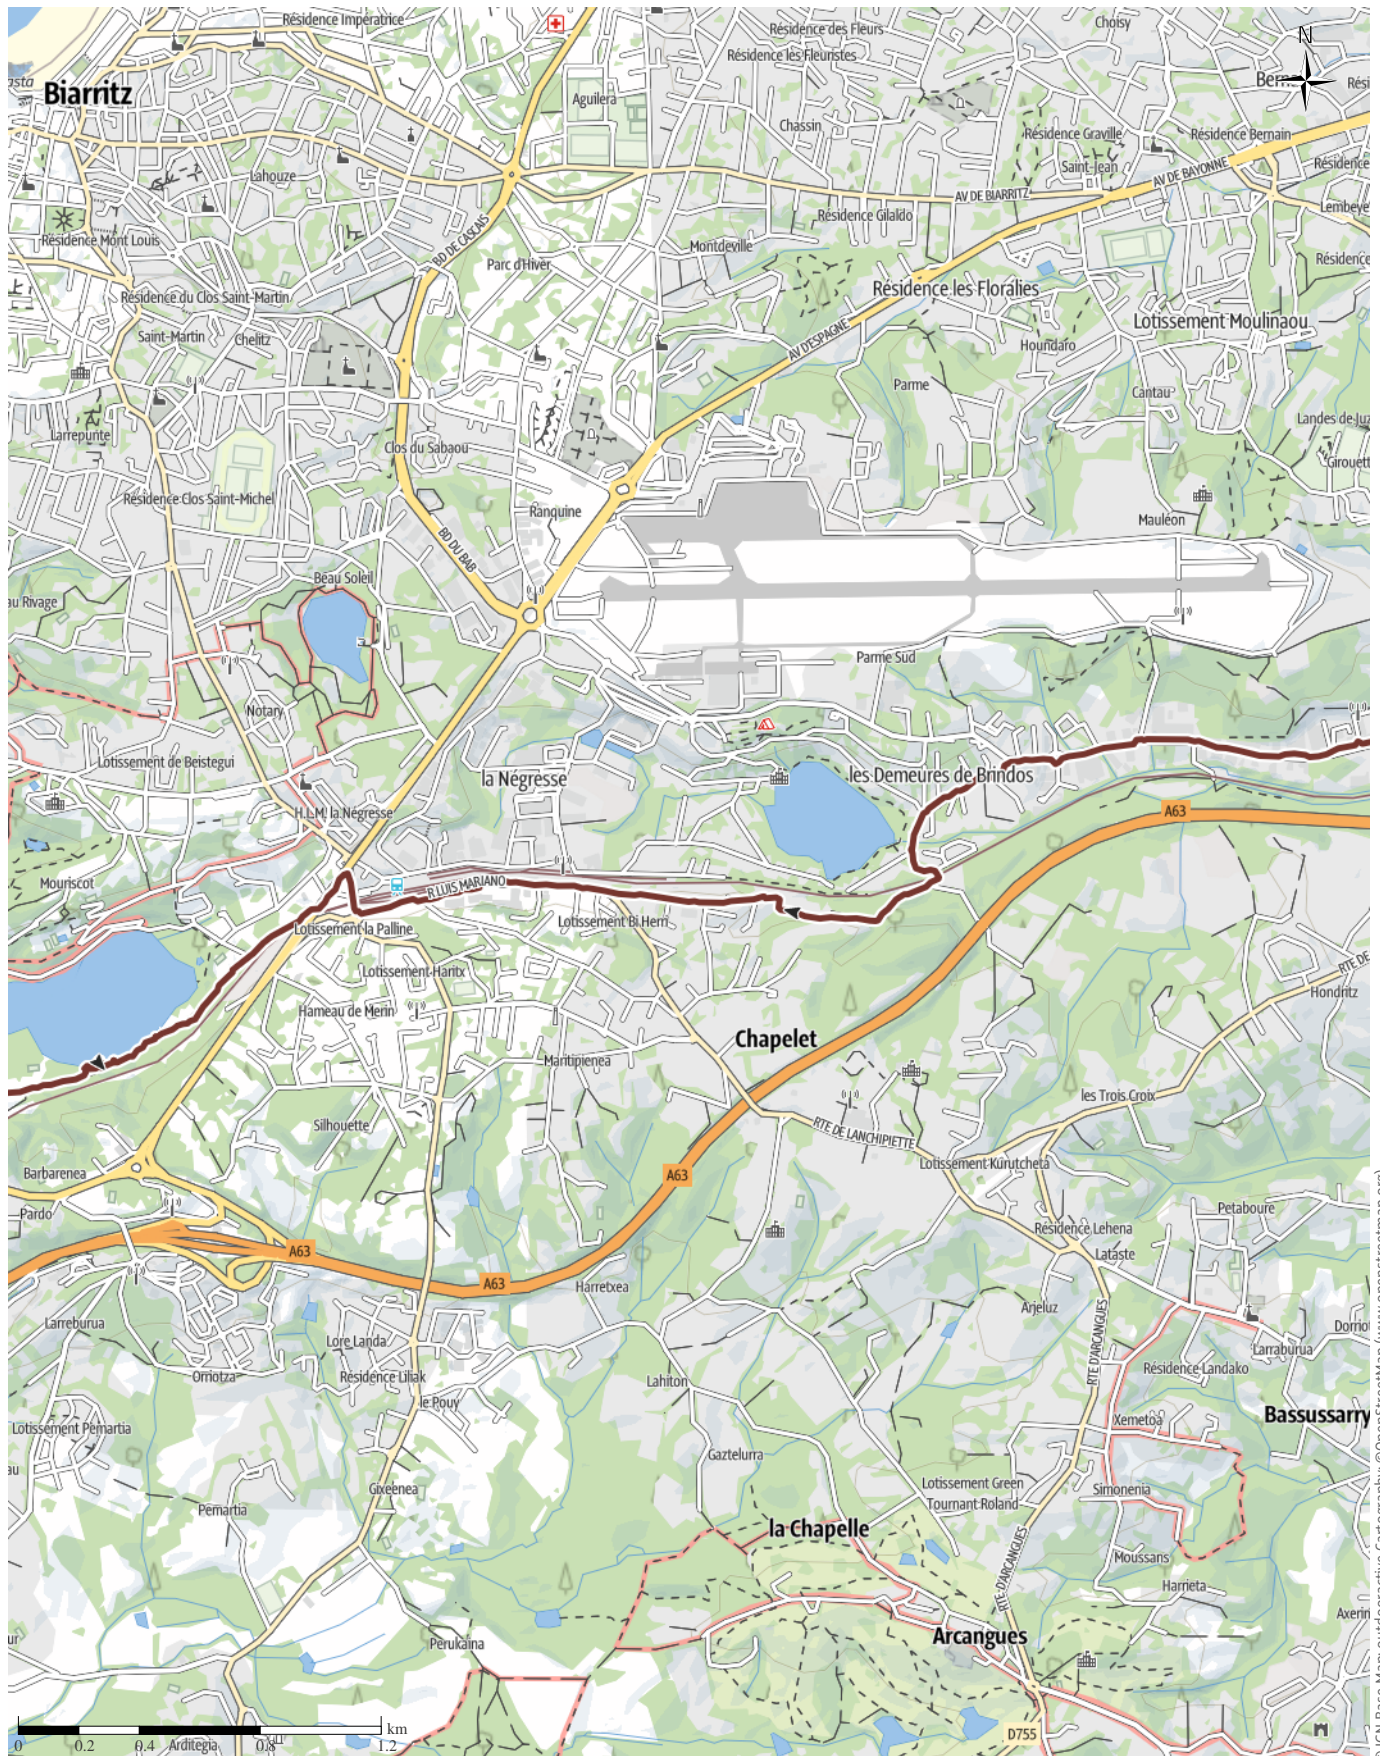 Résidence Impératrice
Résidence des Fleurs
Choisy
Résidence les Fleuristes
N
Biarritz
Aguilera
Chassin
Résidence Graville
Résidence Bernain
Saint-Jean
Lahouze
AV DE BIARRITZ
AV DE BAYONNE
Résidence
Résidence Gilaldo
BD DE CASCAIS
Résidence Mont Louis
Montdeville
Parc d'Hiver
Résidence
Résidence les Floralies
Résidence du Clos Saint-Martin
Saint-Martin
Chelitz
AV D'ESPAGNE
Lotissement Moulinaou
Houndaro
Parme
Cantau
Larrepunte
Clos du Sabaou
Résidence Clos Saint-Michel
Ranquine
Mauléon
BD DU BAB
Beau Soleil
au Rivage
Parme Sud
Notary
Lotissement de Beistegui
la Négresse
les Demeures de Brindos
H.L.M. la Négresse
A63
Mouriscot
R LUIS MARIANO
Lotissement la Palline
Lotissement Bi Herri
Lotissement Haritx
RTE DE
Hondritz
Hameau de Merin
Chapelet
Maritipienea
les Trois Croix
Silhouette
RTE DE LANCHIPIETTE
Barbarenea
Lotissement Kurutcheta
A63
Pardo
Petaboure
Résidence Lehena
Lataste
A63
A63
Harretxea
Larreburua
Arjeluz
Lore Landa
RTE D'ARCANGUES
Larraburua
Orriotza
Résidence Liliak
Lahiton
Résidence Landako
le Pouy
Lotissement Pemartia
Xemetoa
Bassussarry
Gaztelurra
Gixeenea
Lotissement Green
Tournant Roland
Simonenia
Pemartia
la Chapelle
RTE D'ARCANGUES
Moussans
Harrieta
Arcangues
Perukaina
D755
km
0
0.2
0.4
0.8
1.2
Arditegia